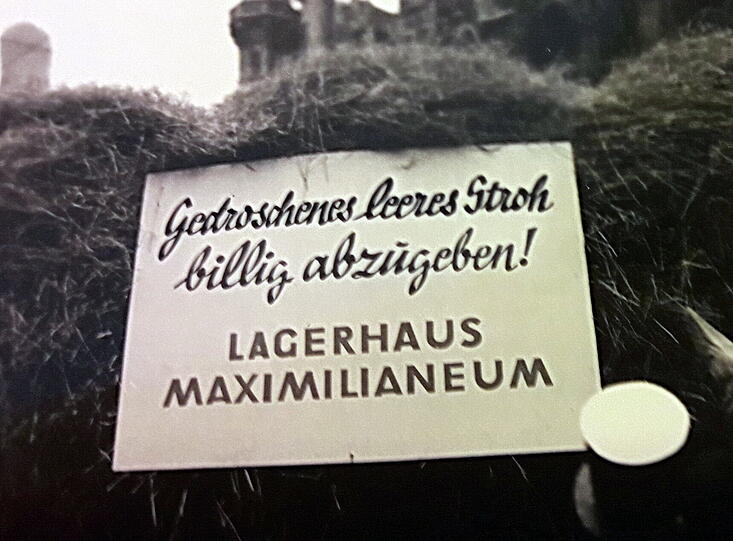 Gedroschenes leeres Stroh
billig abzugeben!
LAGERHAUS
MAXIMILIANEUM